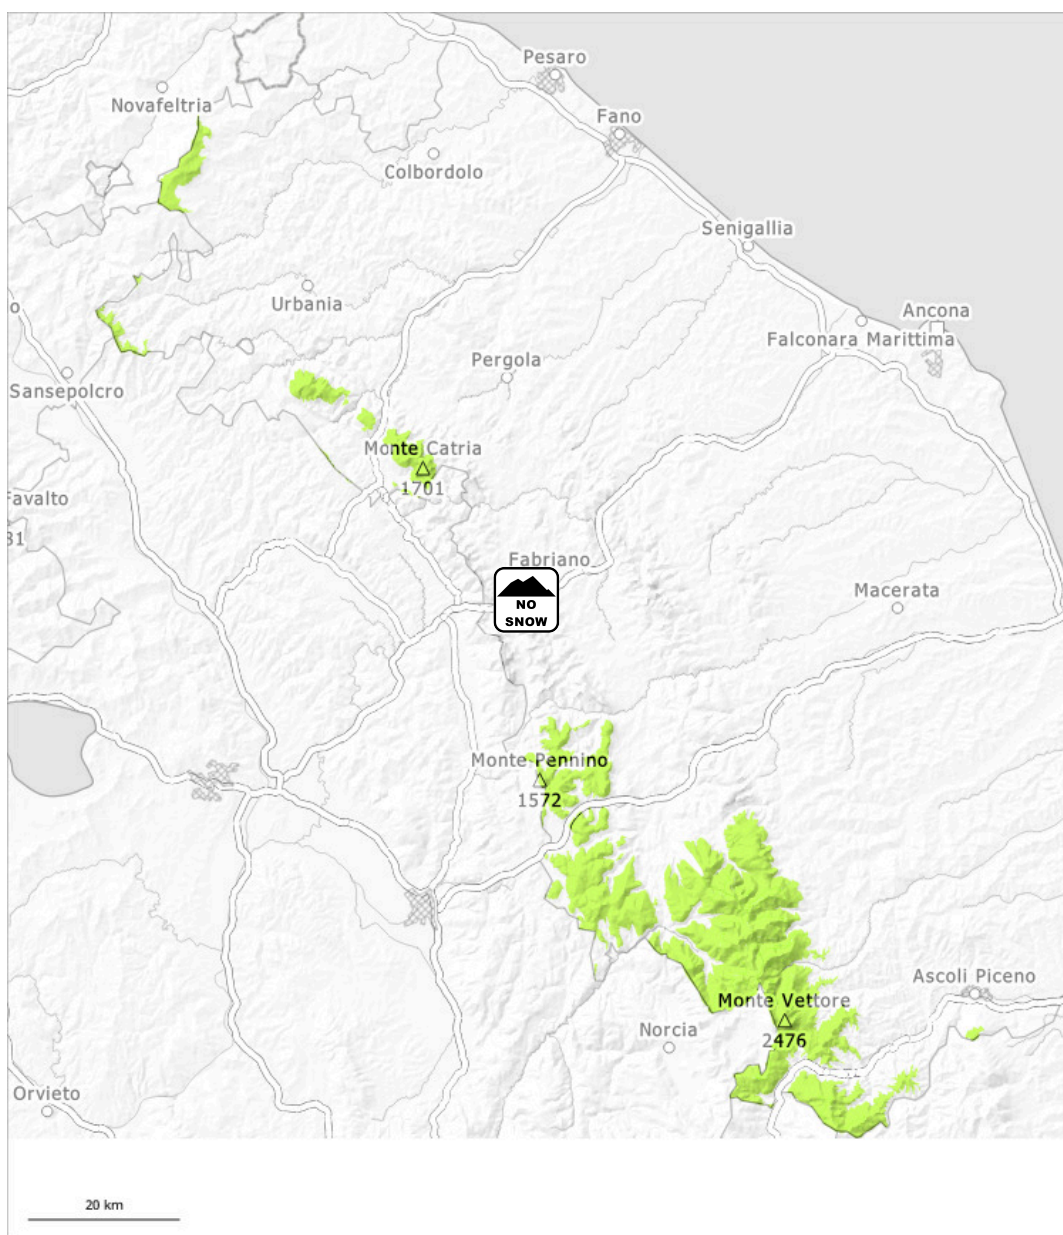 Pesaro
Novafeltria
Fano
Colbordolo
Senigallia
Urbania
Ancona
o
Falconara Marittima
Pergola
Sansepolcro
Monte Catria
1701
Favalto
31
Fabriano
NO
SNOW
Macerata
Monte Pennino
1572
Ascoli Piceno
Monte Vettore
Norcia
2476
Orvieto
20 km